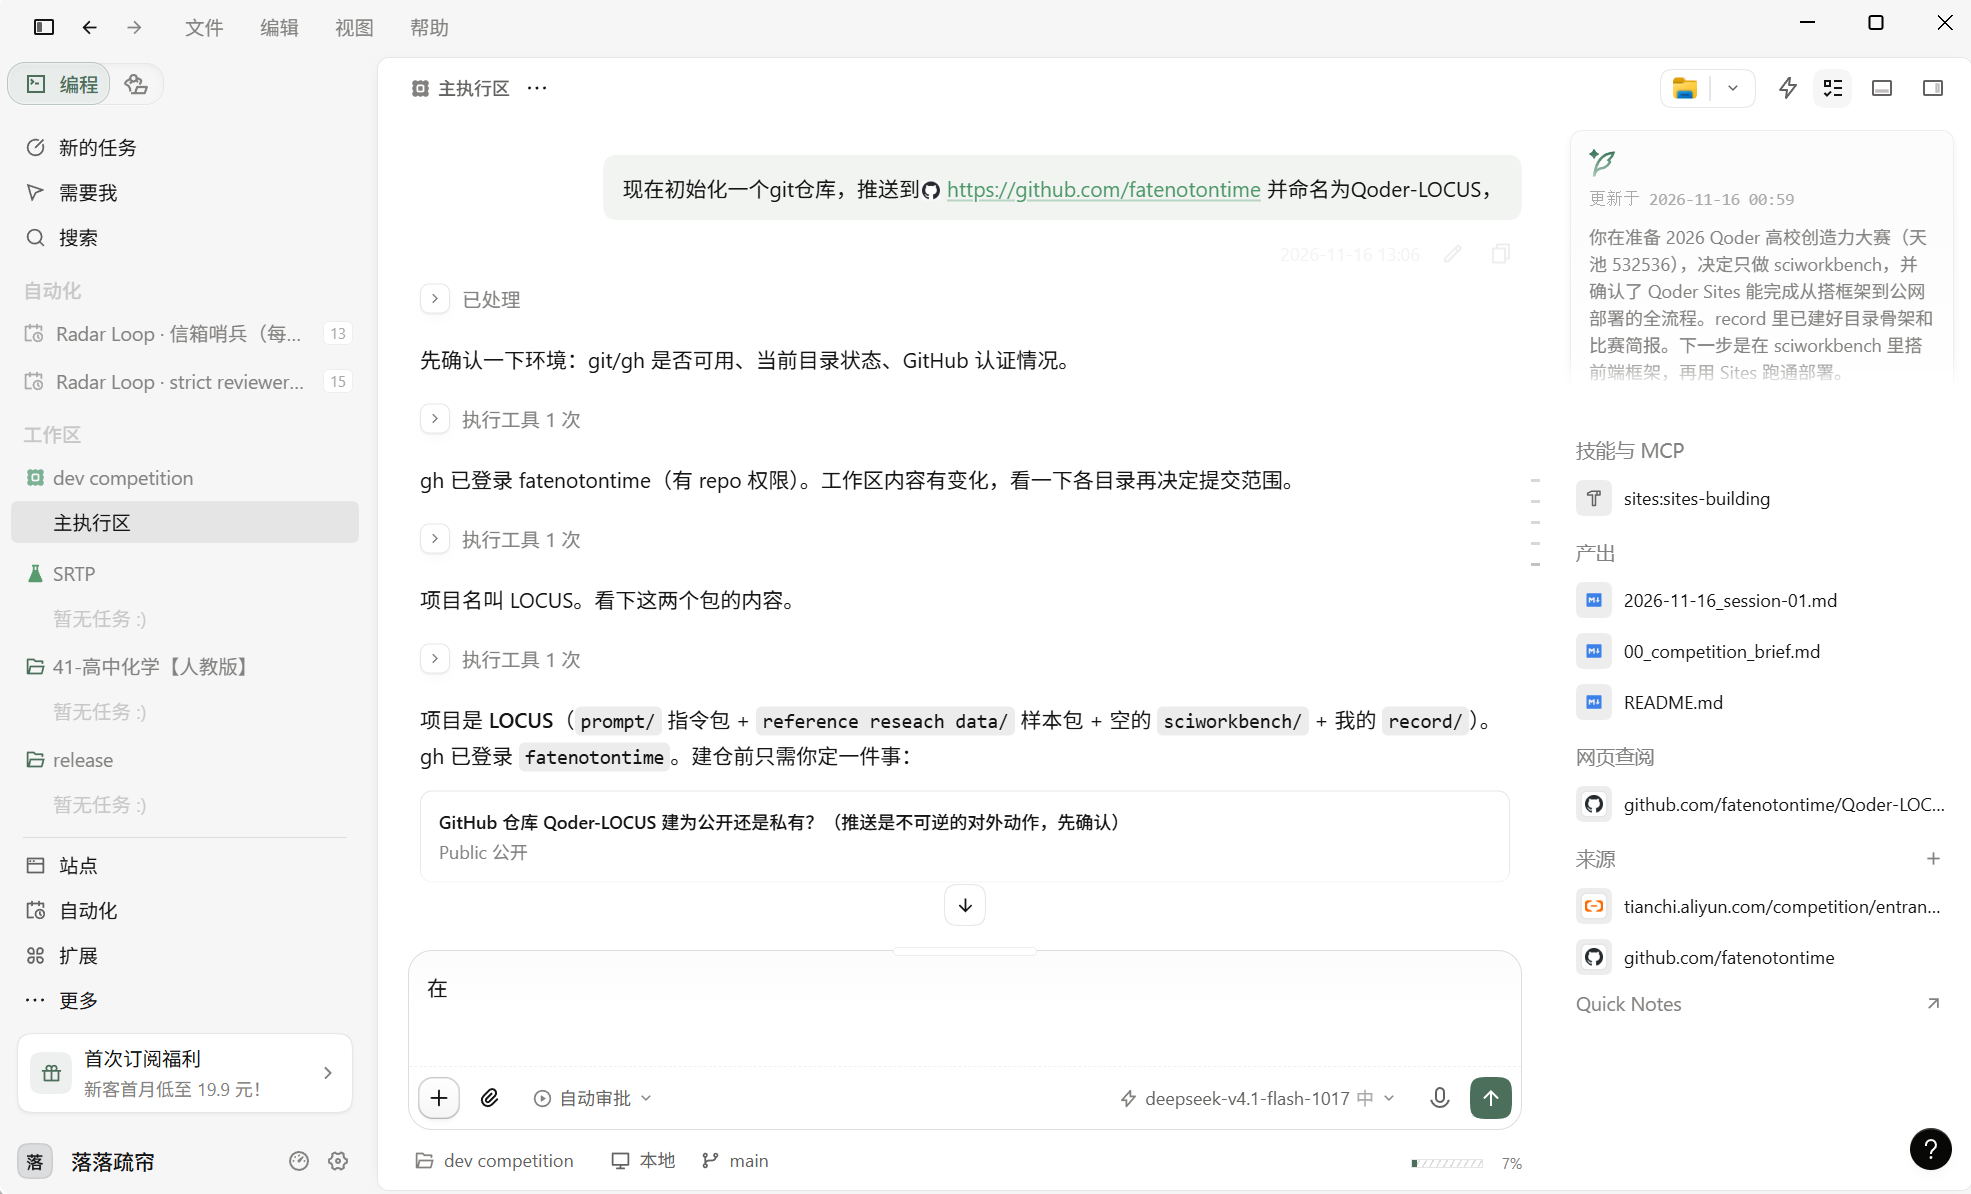 文件 编辑 视图 帮助
编程
新的任务
需要我
搜索
自动化
Radar Loop · 信箱哨兵（每... 13
Radar Loop · strict reviewer... 15
工作区
dev competition
主执行区
SRTP
暂无任务 :)
41-高中化学【人教版】
暂无任务 :)
release
暂无任务 :)
站点
自动化
扩展
更多
首次订阅福利
新客首月低至 19.9 元！
落 落落疏帘
主执行区 ···
现在初始化一个git仓库，推送到 https://github.com/fatenotontime 并命名为Qoder-LOCUS，
2026-11-16 13:06
已处理
先确认一下环境：git/gh 是否可用、当前目录状态、GitHub 认证情况。
执行工具 1 次
gh 已登录 fatenotontime（有 repo 权限）。工作区内容有变化，看一下各目录再决定提交范围。
执行工具 1 次
项目名叫 LOCUS。看下这两个包的内容。
执行工具 1 次
项目是 LOCUS（ prompt/ 指令包 + reference reseach data/ 样本包 + 空的 sciworkbench/ + 我的 record/ ）。
gh 已登录 fatenotontime 。建仓前只需你定一件事：
GitHub 仓库 Qoder-LOCUS 建为公开还是私有？（推送是不可逆的对外动作，先确认）
Public 公开
在
自动审批
deepseek-v4.1-flash-1017 中
dev competition 本地 main
7%
更新于 2026-11-16 00:59
你在准备 2026 Qoder 高校创造力大赛（天
池 532536），决定只做 sciworkbench，并
确认了 Qoder Sites 能完成从搭框架到公网
部署的全流程。record 里已建好目录骨架和
比赛简报。下一步是在 sciworkbench 里搭
前端框架，再用 Sites 跑通部署。
技能与 MCP
sites:sites-building
产出
2026-11-16_session-01.md
00_competition_brief.md
README.md
网页查阅
github.com/fatenotontime/Qoder-LOC...
来源
tianchi.aliyun.com/competition/entran...
github.com/fatenotontime
Quick Notes
?